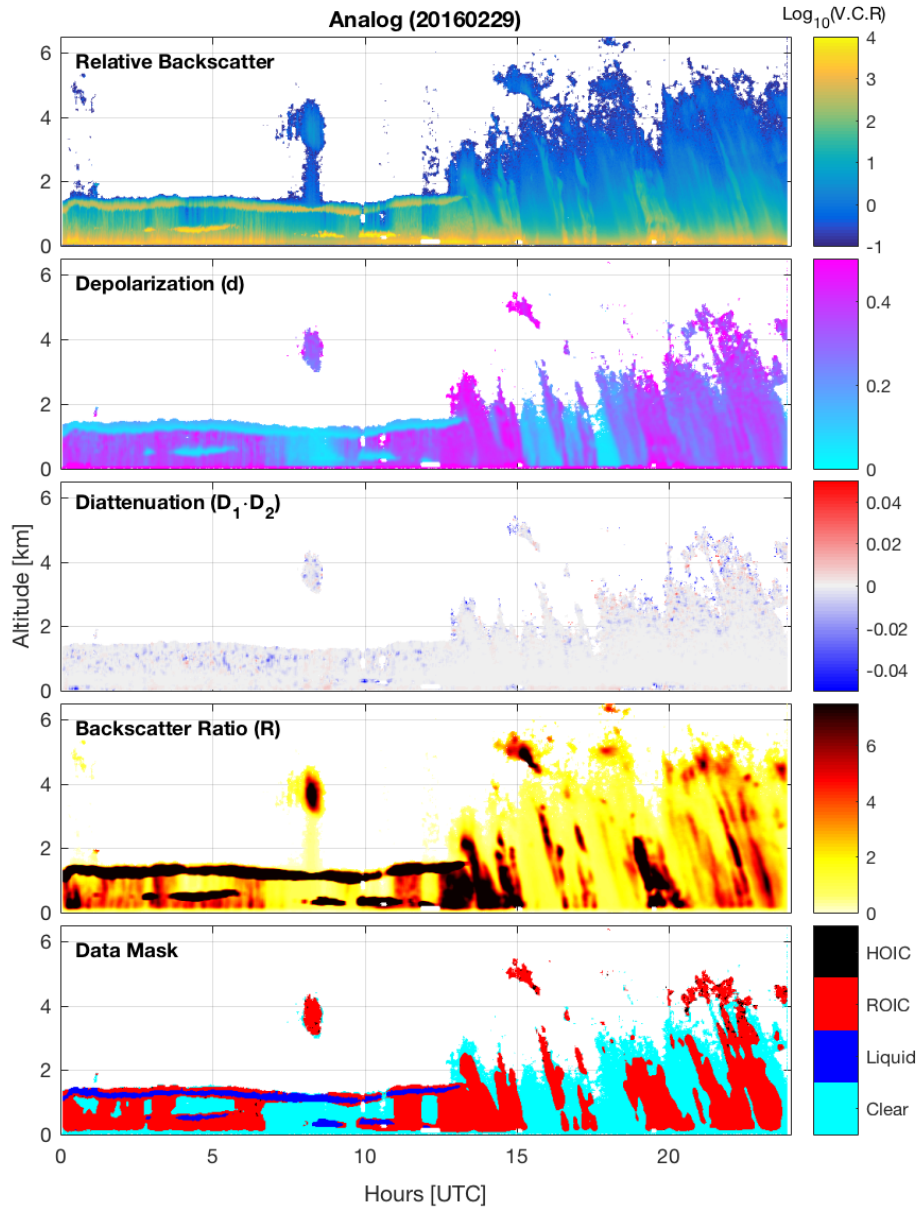 Analog (20160229)
Log10(V.C.R)
Relative Backscatter
6
4
2
0
4
3
2
1
0
-1
Depolarization (d)
6
4
2
0
0.4
0.2
0
Diattenuation (D1·D2)
6
4
2
0
0.04
0.02
0
-0.02
-0.04
Altitude [km]
Backscatter Ratio (R)
6
4
2
0
6
4
2
0
Data Mask
6
4
2
0
HOIC
ROIC
Liquid
Clear
0 5 10 15 20
Hours [UTC]